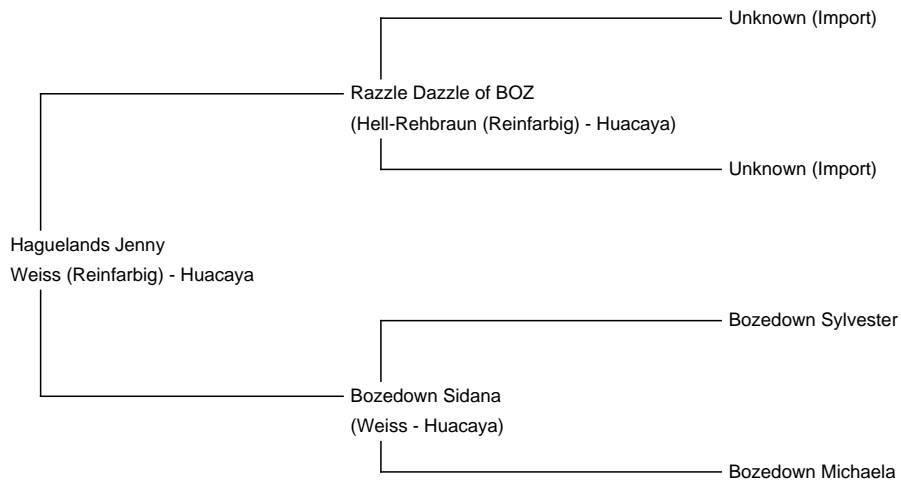 Unknown (Import)
Razzle Dazzle of BOZ
(Hell-Rehbraun (Reinfarbig) - Huacaya)
Unknown (Import)
Haguelands Jenny
Weiss (Reinfarbig) - Huacaya
Bozedown Sylvester
Bozedown Sidana
(Weiss - Huacaya)
Bozedown Michaela